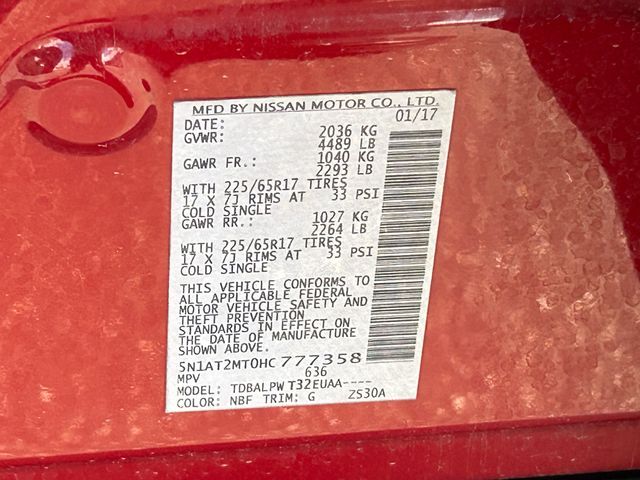 MFD BY NISSAN MOTOR CO., LTD.
DATE: 01/17
GVWR: 2036 KG
4489 LB
GAWR FR.: 1040 KG
2293 LB
WITH 225/65R17 TIRES
17 X 7J RIMS AT 33 PSI
COLD SINGLE
GAWR RR.: 1027 KG
2264 LB
WITH 225/65R17 TIRES
17 X 7J RIMS AT 33 PSI
COLD SINGLE
THIS VEHICLE CONFORMS TO
ALL APPLICABLE FEDERAL
MOTOR VEHICLE SAFETY AND
THEFT PREVENTION
STANDARDS IN EFFECT ON
THE DATE OF MANUFACTURE
SHOWN ABOVE.
5N1AT2MT0HC777358
MPV 636
MODEL: TDBALPW T32EUAA----
COLOR: NBF TRIM: G ZS30A